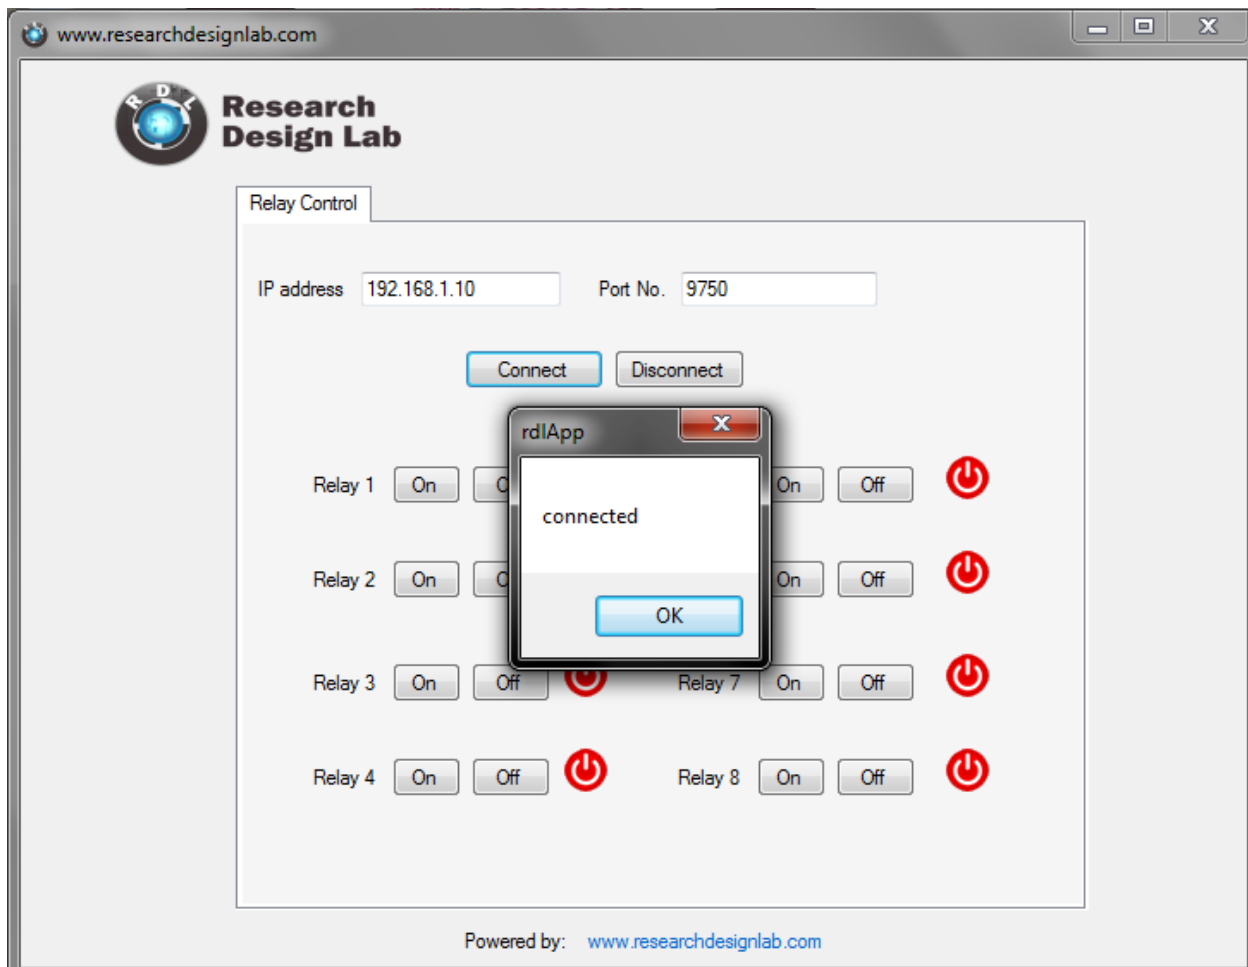 www.researchdesignlab.com
R D L
Research
Design Lab
Relay Control
IP address 192.168.1.10 Port No. 9750
Connect Disconnect
rdlApp
connected
OK
Relay 1 On On Off
Relay 2 On On Off
Relay 3 On Off Relay 7 On Off
Relay 4 On Off Relay 8 On Off
Powered by: www.researchdesignlab.com